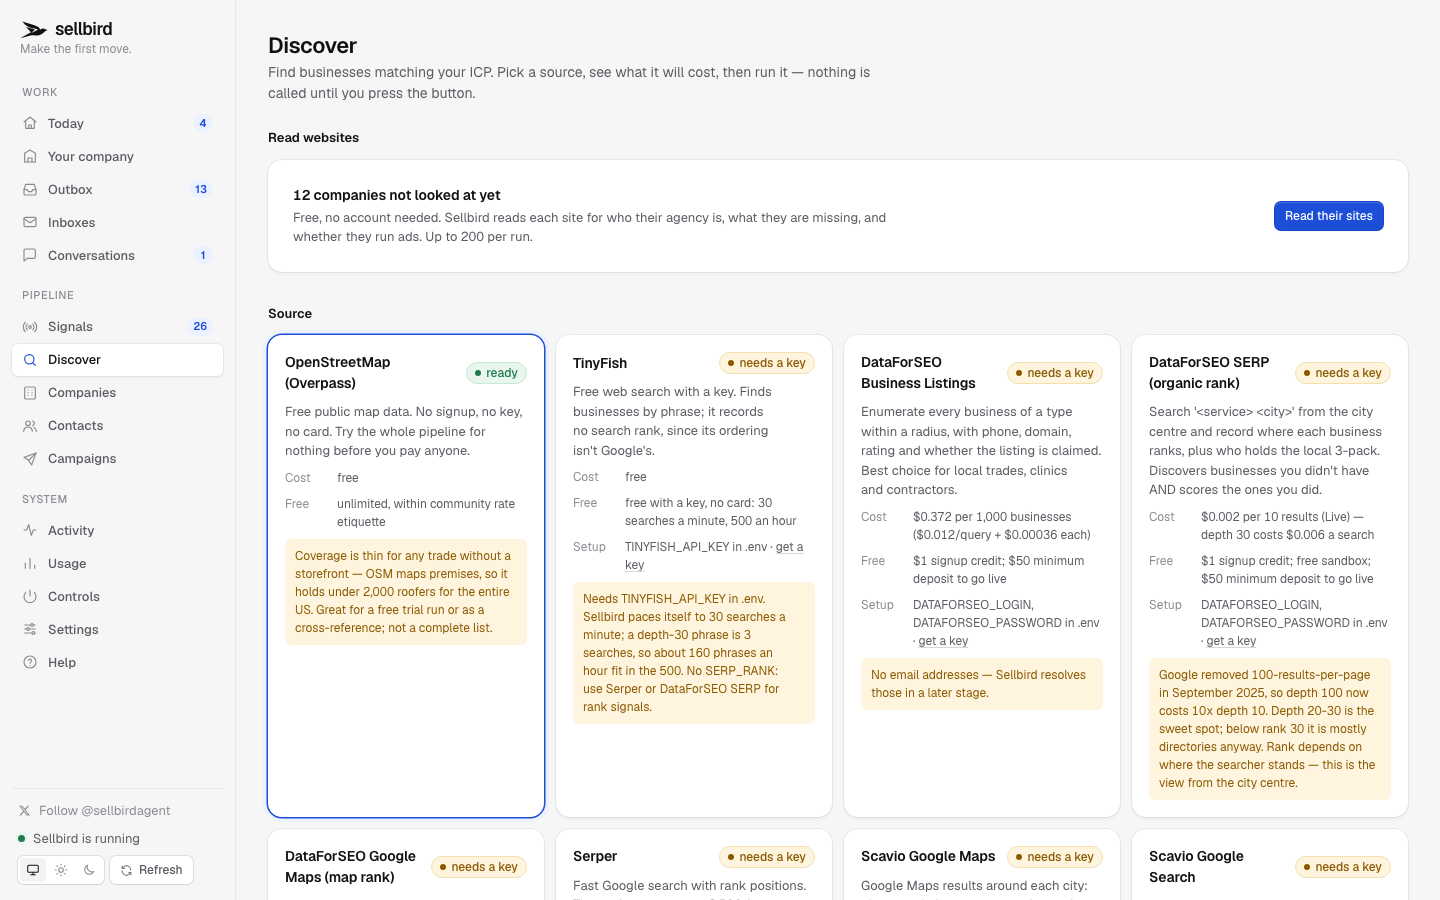 sellbird
Make the first move.
WORK
Today 4
Your company
Outbox 13
Inboxes
Conversations 1
PIPELINE
Signals 26
Discover
Companies
Contacts
Campaigns
SYSTEM
Activity
Usage
Controls
Settings
Help
Follow @sellbirdagent
Sellbird is running
Refresh
Discover
Find businesses matching your ICP. Pick a source, see what it will cost, then run it — nothing is
called until you press the button.
Read websites
12 companies not looked at yet
Free, no account needed. Sellbird reads each site for who their agency is, what they are missing, and
whether they run ads. Up to 200 per run.
Read their sites
Source
OpenStreetMap
(Overpass)
ready
Free public map data. No signup, no key,
no card. Try the whole pipeline for
nothing before you pay anyone.
Cost free
Free unlimited, within community rate
etiquette
Coverage is thin for any trade without a
storefront — OSM maps premises, so it
holds under 2,000 roofers for the entire
US. Great for a free trial run or as a
cross-reference; not a complete list.
TinyFish
needs a key
Free web search with a key. Finds
businesses by phrase; it records
no search rank, since its ordering
isn't Google's.
Cost free
Free free with a key, no card: 30
searches a minute, 500 an hour
Setup TINYFISH_API_KEY in .env · get a
key
Needs TINYFISH_API_KEY in .env.
Sellbird paces itself to 30 searches a
minute; a depth-30 phrase is 3
searches, so about 160 phrases an
hour fit in the 500. No SERP_RANK:
use Serper or DataForSEO SERP for
rank signals.
DataForSEO
Business Listings
needs a key
Enumerate every business of a type
within a radius, with phone, domain,
rating and whether the listing is claimed.
Best choice for local trades, clinics
and contractors.
Cost $0.372 per 1,000 businesses
($0.012/query + $0.00036 each)
Free $1 signup credit; $50 minimum
deposit to go live
Setup DATAFORSEO_LOGIN,
DATAFORSEO_PASSWORD in .env
· get a key
No email addresses — Sellbird resolves
those in a later stage.
DataForSEO SERP
(organic rank)
needs a key
Search '<service> <city>' from the city
centre and record where each business
ranks, plus who holds the local 3-pack.
Discovers businesses you didn't have
AND scores the ones you did.
Cost $0.002 per 10 results (Live) —
depth 30 costs $0.006 a search
Free $1 signup credit; free sandbox;
$50 minimum deposit to go live
Setup DATAFORSEO_LOGIN,
DATAFORSEO_PASSWORD in .env
· get a key
Google removed 100-results-per-page
in September 2025, so depth 100 now
costs 10x depth 10. Depth 20-30 is the
sweet spot; below rank 30 it is mostly
directories anyway. Rank depends on
where the searcher stands — this is the
view from the city centre.
DataForSEO Google
Maps (map rank)
needs a key
Serper
needs a key
Fast Google search with rank positions.
Scavio Google Maps
needs a key
Google Maps results around each city:
Scavio Google
Search
needs a key